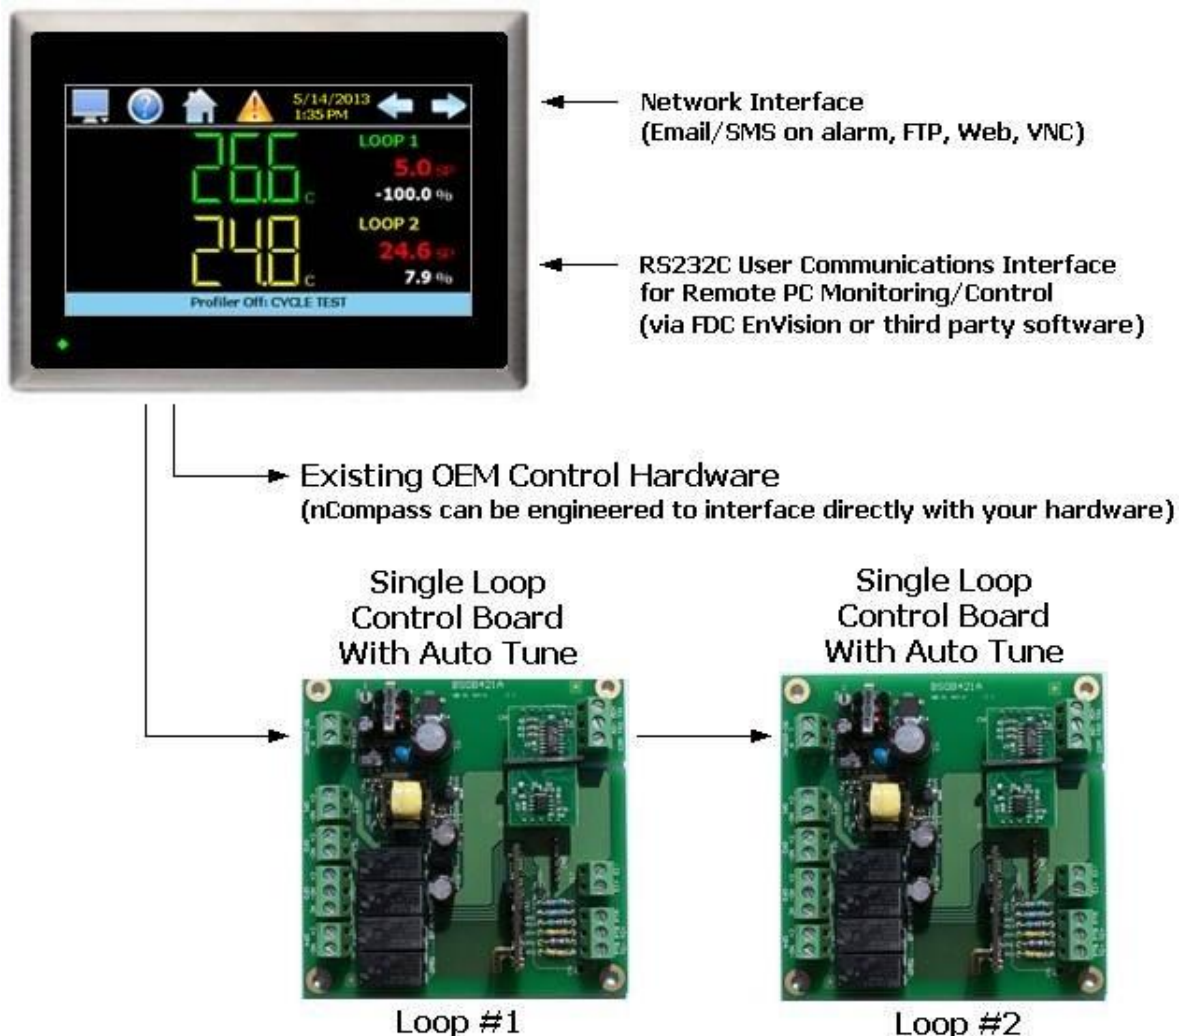 5/14/2013
1:35 PM
26.6 C
LOOP 1
5.0 SP
-100.0 %
24.8 C
LOOP 2
24.6 SP
7.9 %
Profiler Off: CYCLE TEST
Network Interface
(Email/SMS on alarm, FTP, Web, VNC)
RS232C User Communications Interface
for Remote PC Monitoring/Control
(via FDC EnVision or third party software)
Existing OEM Control Hardware
(nCompass can be engineered to interface directly with your hardware)
Single Loop
Control Board
With Auto Tune
Single Loop
Control Board
With Auto Tune
Loop #1
Loop #2